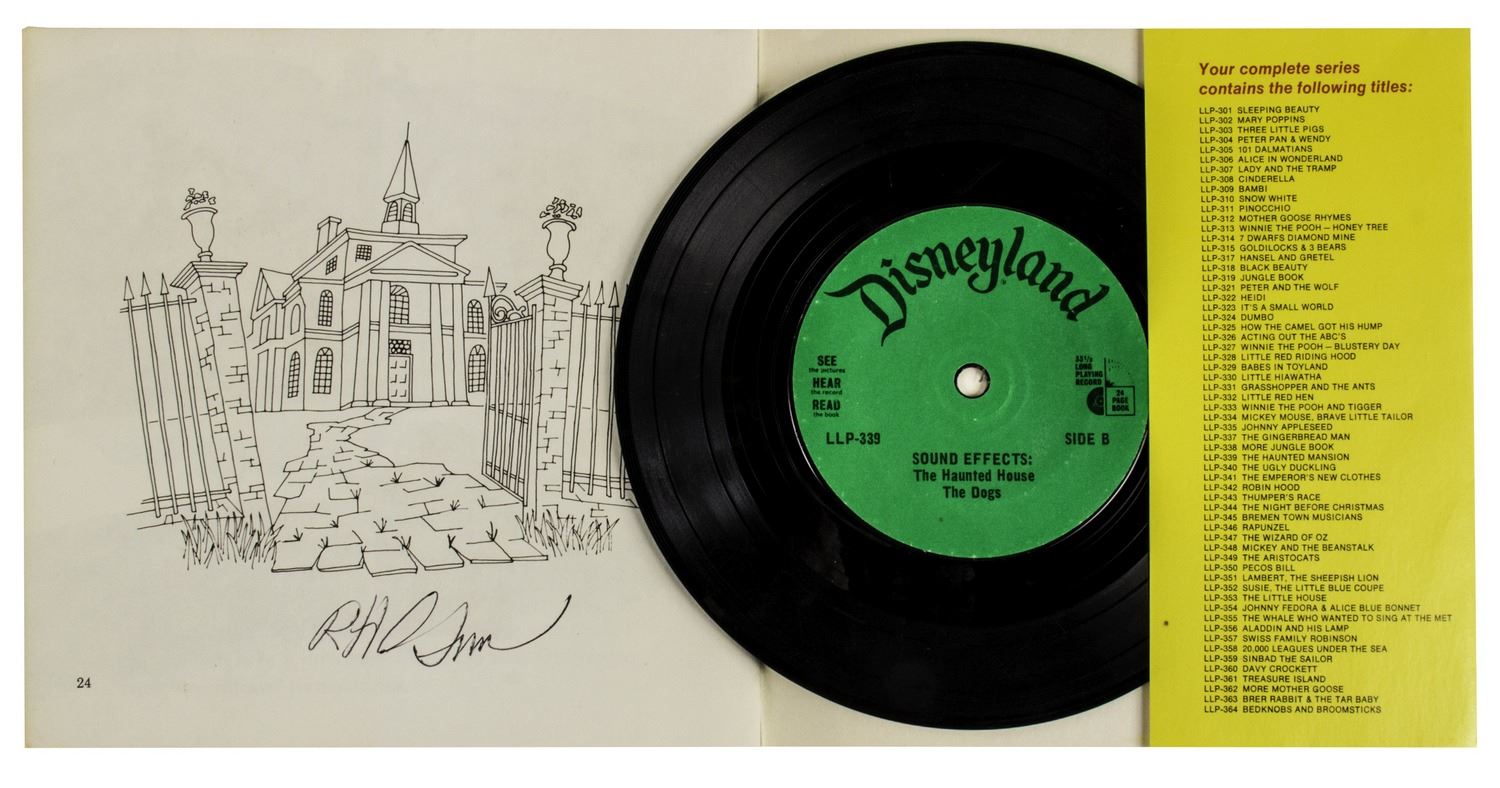 24
Disneyland
SEE
the pictures
HEAR
the record
READ
the book
33 1/3
LONG
PLAYING
RECORD
24
PAGE
BOOK
LLP-339
SIDE B
SOUND EFFECTS:
The Haunted House
The Dogs
Your complete series
contains the following titles:
LLP-301 SLEEPING BEAUTY
LLP-302 MARY POPPINS
LLP-303 THREE LITTLE PIGS
LLP-304 PETER PAN & WENDY
LLP-305 101 DALMATIANS
LLP-306 ALICE IN WONDERLAND
LLP-307 LADY AND THE TRAMP
LLP-308 CINDERELLA
LLP-309 BAMBI
LLP-310 SNOW WHITE
LLP-311 PINOCCHIO
LLP-312 MOTHER GOOSE RHYMES
LLP-313 WINNIE THE POOH – HONEY TREE
LLP-314 7 DWARFS DIAMOND MINE
LLP-315 GOLDILOCKS & 3 BEARS
LLP-317 HANSEL AND GRETEL
LLP-318 BLACK BEAUTY
LLP-319 JUNGLE BOOK
LLP-321 PETER AND THE WOLF
LLP-322 HEIDI
LLP-323 IT'S A SMALL WORLD
LLP-324 DUMBO
LLP-325 HOW THE CAMEL GOT HIS HUMP
LLP-326 ACTING OUT THE ABC'S
LLP-327 WINNIE THE POOH – BLUSTERY DAY
LLP-328 LITTLE RED RIDING HOOD
LLP-329 BABES IN TOYLAND
LLP-330 LITTLE HIAWATHA
LLP-331 GRASSHOPPER AND THE ANTS
LLP-332 LITTLE RED HEN
LLP-333 WINNIE THE POOH AND TIGGER
LLP-334 MICKEY MOUSE, BRAVE LITTLE TAILOR
LLP-335 JOHNNY APPLESEED
LLP-337 THE GINGERBREAD MAN
LLP-338 MORE JUNGLE BOOK
LLP-339 THE HAUNTED MANSION
LLP-340 THE UGLY DUCKLING
LLP-341 THE EMPEROR'S NEW CLOTHES
LLP-342 ROBIN HOOD
LLP-343 THUMPER'S RACE
LLP-344 THE NIGHT BEFORE CHRISTMAS
LLP-345 BREMEN TOWN MUSICIANS
LLP-346 RAPUNZEL
LLP-347 THE WIZARD OF OZ
LLP-348 MICKEY AND THE BEANSTALK
LLP-349 THE ARISTOCATS
LLP-350 PECOS BILL
LLP-351 LAMBERT, THE SHEEPISH LION
LLP-352 SUSIE, THE LITTLE BLUE COUPE
LLP-353 THE LITTLE HOUSE
LLP-354 JOHNNY FEDORA & ALICE BLUE BONNET
LLP-355 THE WHALE WHO WANTED TO SING AT THE MET
LLP-356 ALADDIN AND HIS LAMP
LLP-357 SWISS FAMILY ROBINSON
LLP-358 20,000 LEAGUES UNDER THE SEA
LLP-359 SINBAD THE SAILOR
LLP-360 DAVY CROCKETT
LLP-361 TREASURE ISLAND
LLP-362 MORE MOTHER GOOSE
LLP-363 BRER RABBIT & THE TAR BABY
LLP-364 BEDKNOBS AND BROOMSTICKS